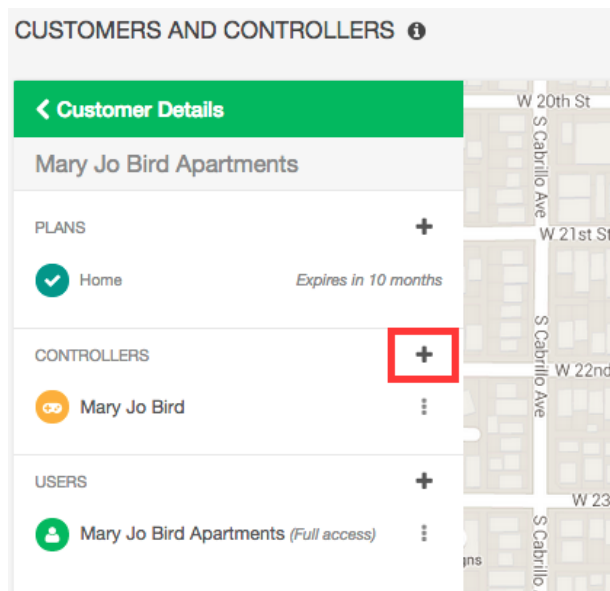 CUSTOMERS AND CONTROLLERS
Customer Details
Mary Jo Bird Apartments
PLANS
Home Expires in 10 months
CONTROLLERS
Mary Jo Bird
USERS
Mary Jo Bird Apartments (Full access)
W 20th St
S Cabrillo Ave
W 21st St
S Cabrillo Ave
W 22nd
W 23
S Cabrillo
gns